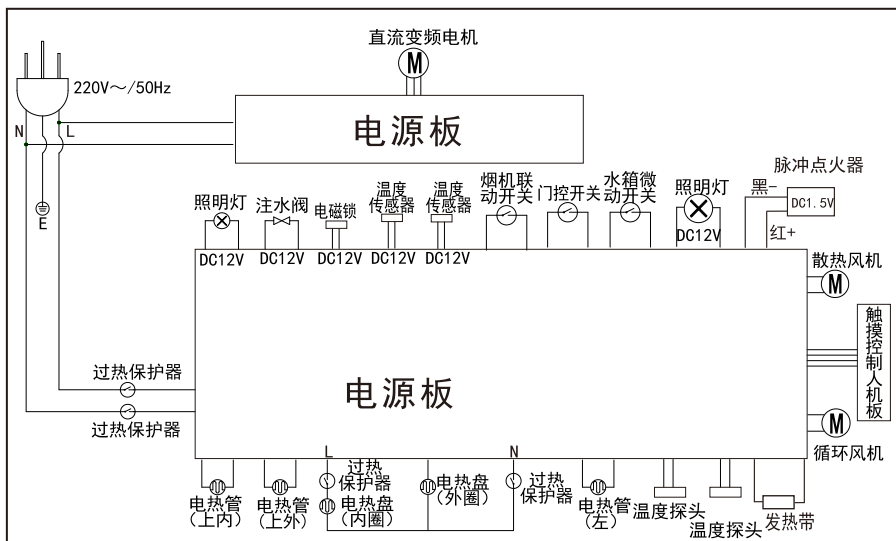 直流变频电机
M
220V～/50Hz
N
L
E
电源板
照明灯
DC12V
注水阀
DC12V
电磁锁
DC12V
温度
传感器
DC12V
温度
传感器
DC12V
烟机联
动开关
门控开关
水箱微
动开关
照明灯
DC12V
脉冲点火器
黑-
DC1.5V
红+
散热风机
M
触摸控制人机板
M
循环风机
电源板
过热保护器
过热保护器
L
N
电热管
(上内)
电热管
(上外)
过热
保护器
电热盘
(内圈)
电热盘
(外圈)
过热
保护器
电热管
(左)
温度探头
温度探头
发热带